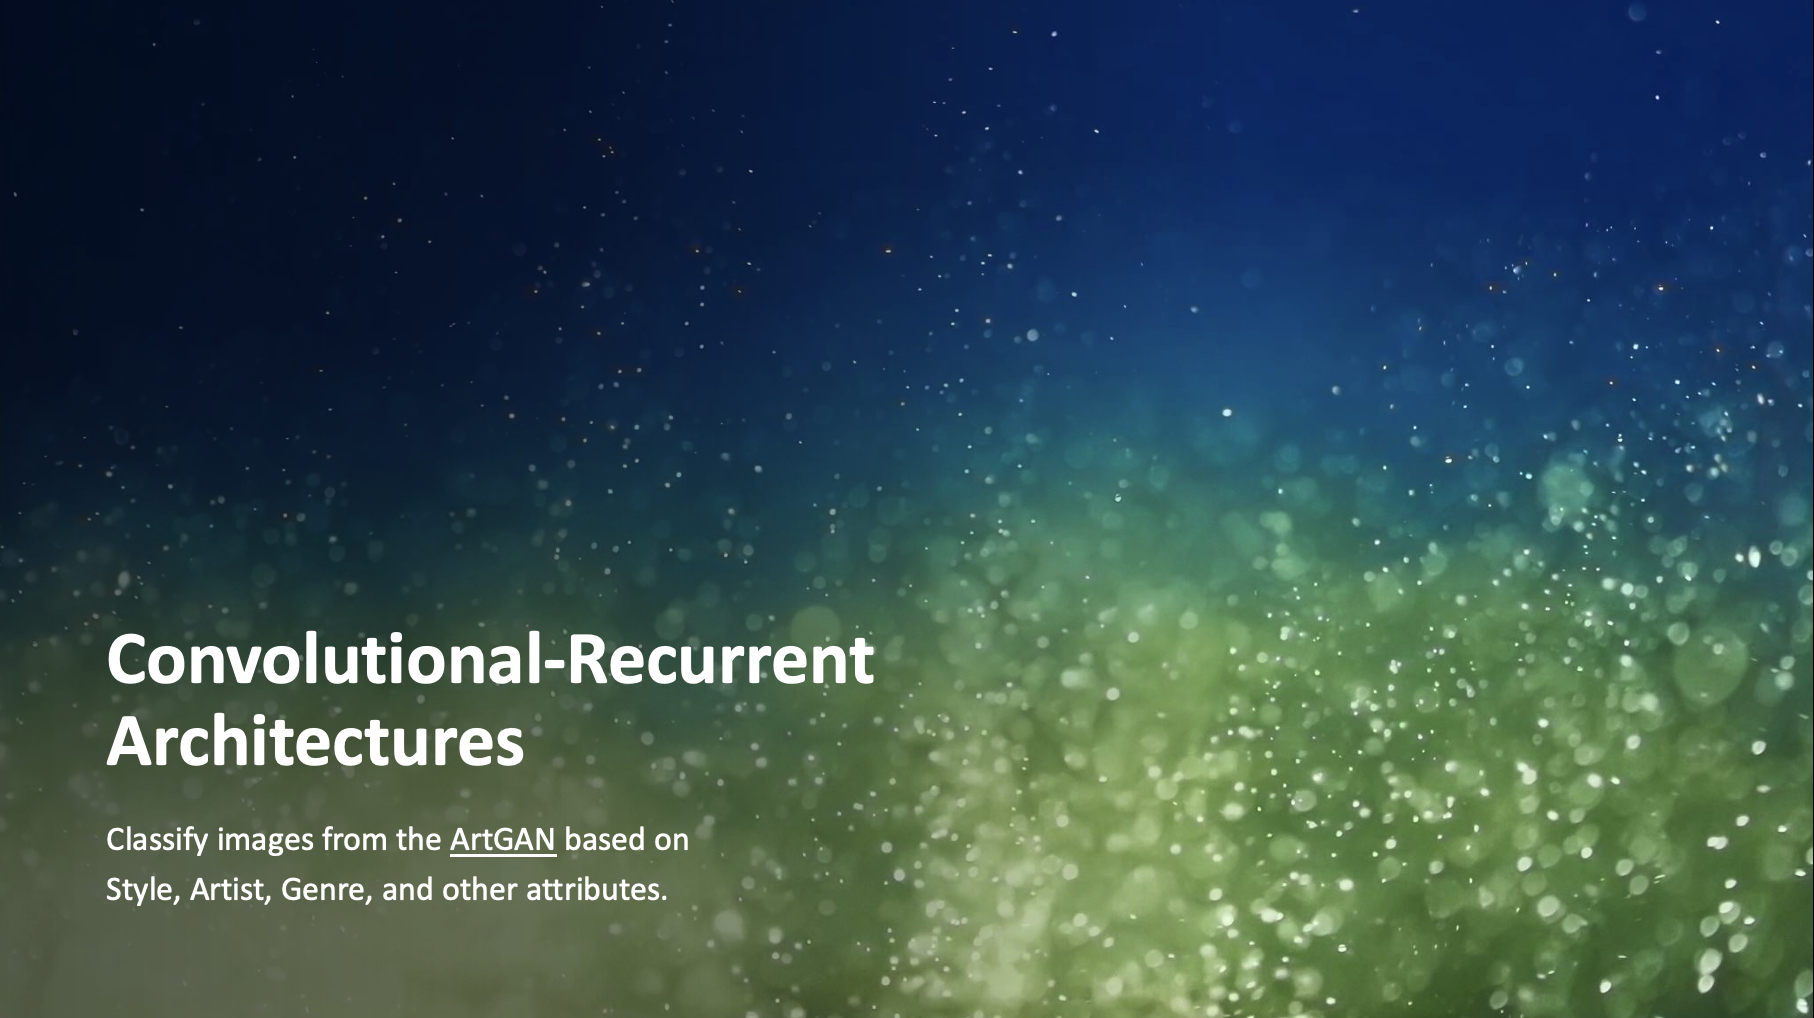 Convolutional-Recurrent
Architectures
Classify images from the ArtGAN based on
Style, Artist, Genre, and other attributes.